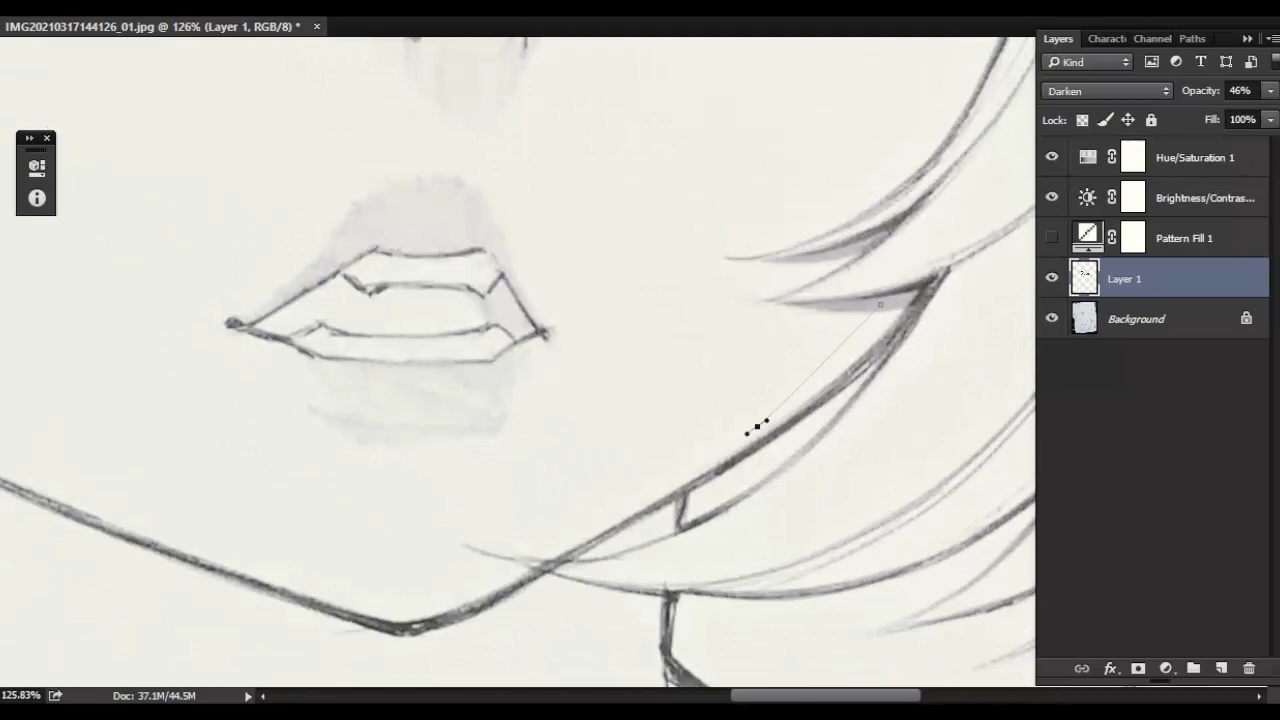 IMG20210317144126_01.jpg @ 126% (Layer 1, RGB/8) *
Layers Charact Channel Paths
Kind
Darken Opacity: 46%
Lock: Fill: 100%
Hue/Saturation 1
Brightness/Contras...
Pattern Fill 1
Layer 1
Background
fx
125.83% Doc: 37.1M/44.5M